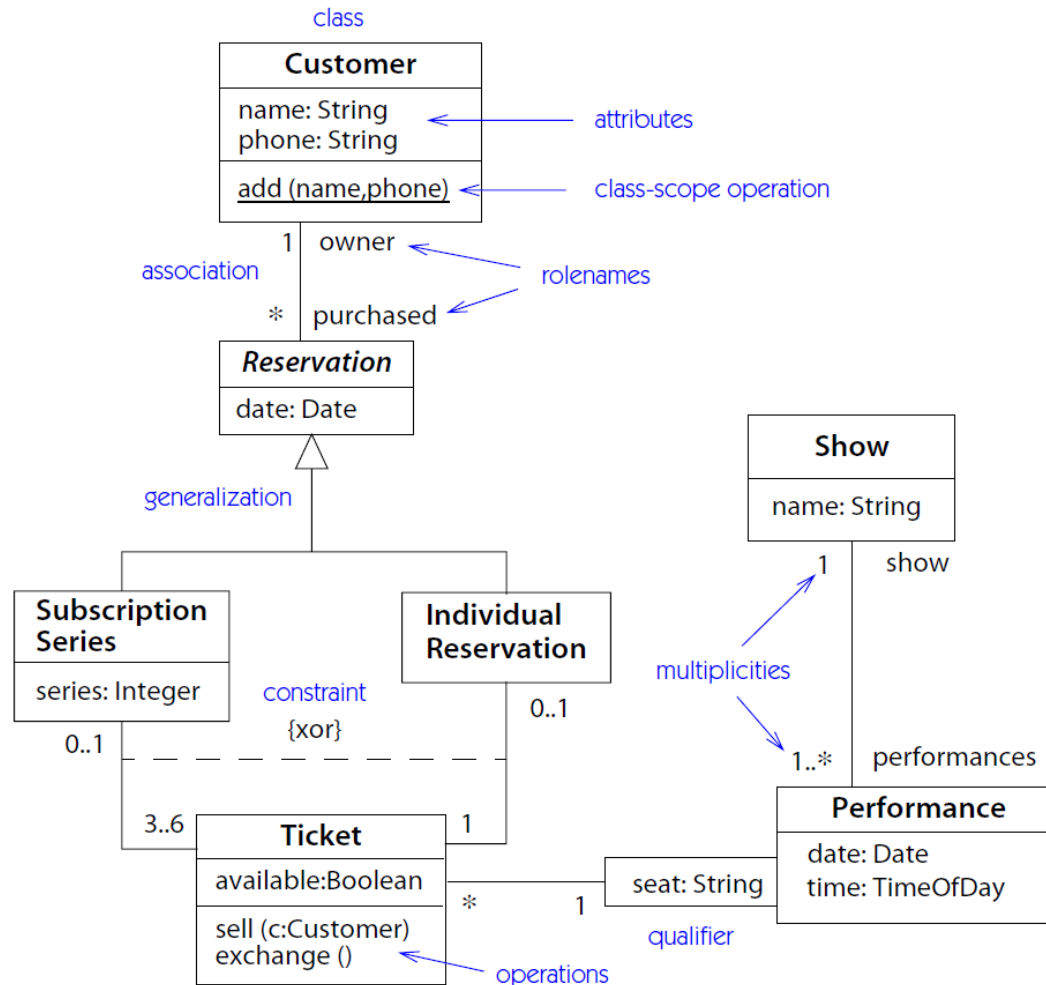 class
Customer
name: String
phone: String
attributes
add (name,phone)
class-scope operation
1
owner
association
rolenames
*
purchased
Reservation
date: Date
generalization
Show
name: String
1
show
Subscription
Series
series: Integer
Individual
Reservation
multiplicities
constraint
{xor}
0..1
0..1
1..*
performances
3..6
1
Ticket
available:Boolean
sell (c:Customer)
exchange ()
operations
*
1
seat: String
qualifier
Performance
date: Date
time: TimeOfDay